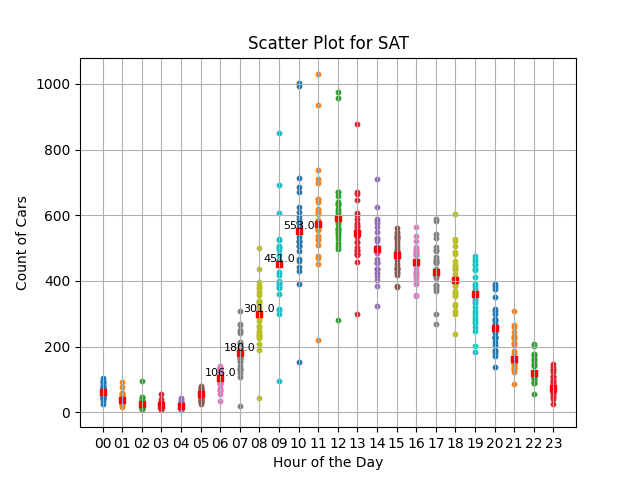 Scatter Plot for SAT
Count of Cars
1000
800
600
400
200
0
553.0
451.0
301.0
180.0
106.0
00 01 02 03 04 05 06 07 08 09 10 11 12 13 14 15 16 17 18 19 20 21 22 23
Hour of the Day